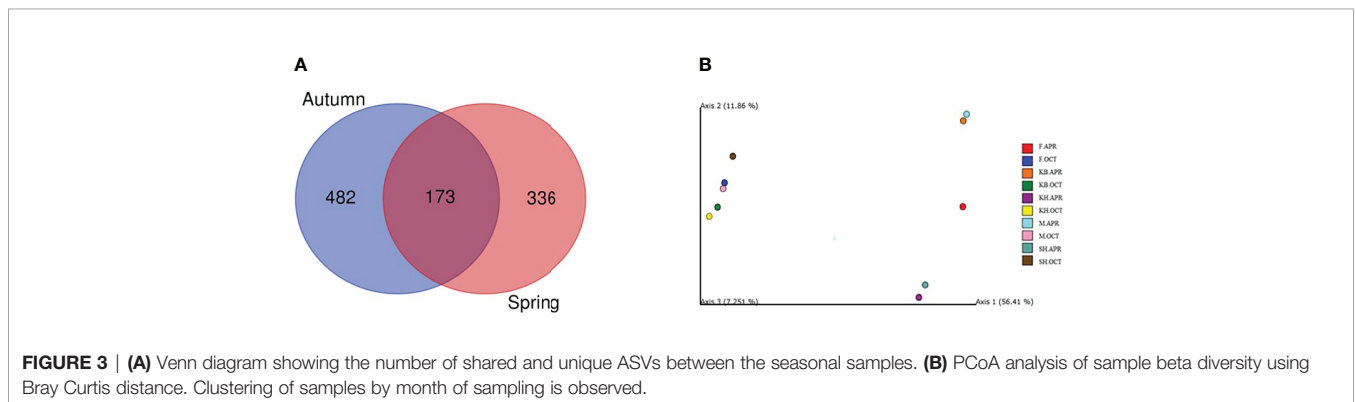 A
Autumn
482
173
336
Spring
B
Axis 2 (11.86 %)
Axis 3 (7.251 %)
Axis 1 (56.41 %)
F.APR
F.OCT
KB.APR
KB.OCT
KH.APR
KH.OCT
M.APR
M.OCT
SH.APR
SH.OCT
FIGURE 3 | (A) Venn diagram showing the number of shared and unique ASVs between the seasonal samples. (B) PCoA analysis of sample beta diversity using
Bray Curtis distance. Clustering of samples by month of sampling is observed.